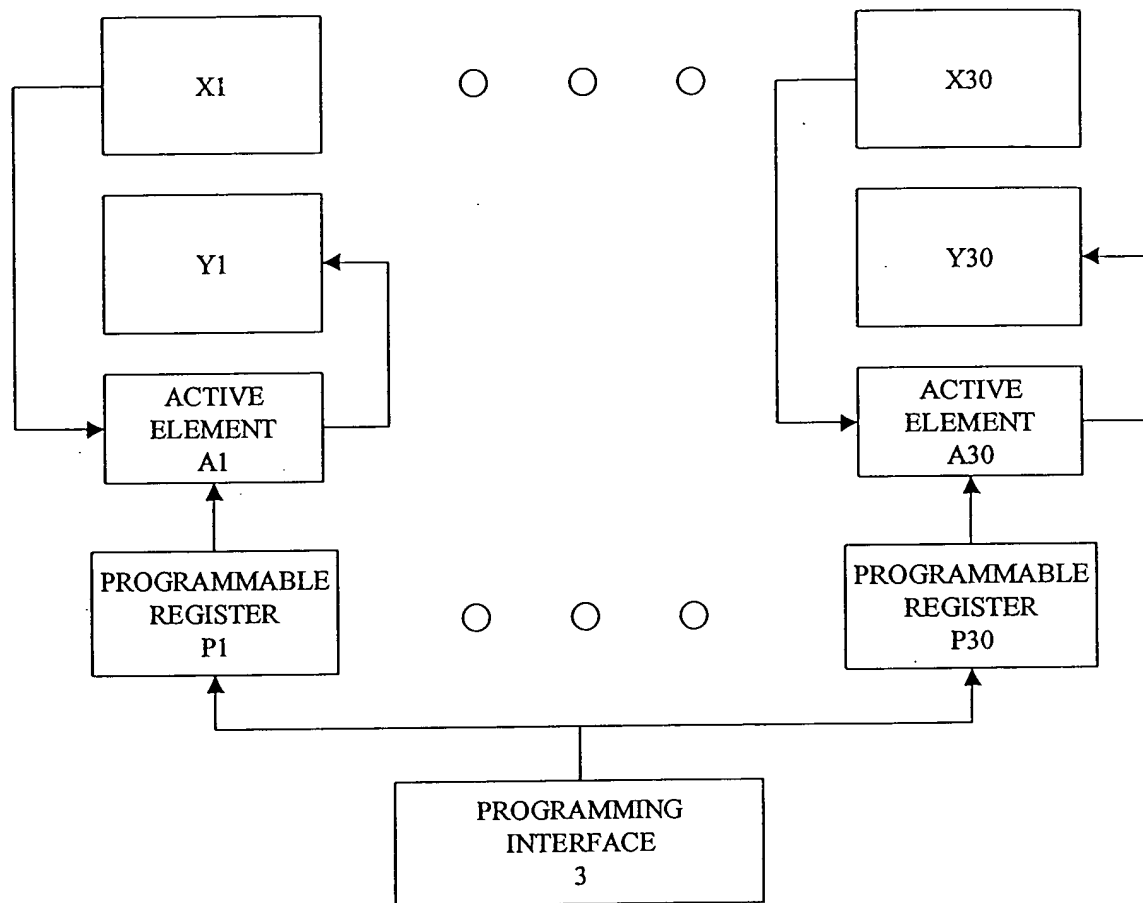 X1
X30
Y1
Y30
ACTIVE
ELEMENT
A1
ACTIVE
ELEMENT
A30
PROGRAMMABLE
REGISTER
P1
PROGRAMMABLE
REGISTER
P30
PROGRAMMING
INTERFACE
3